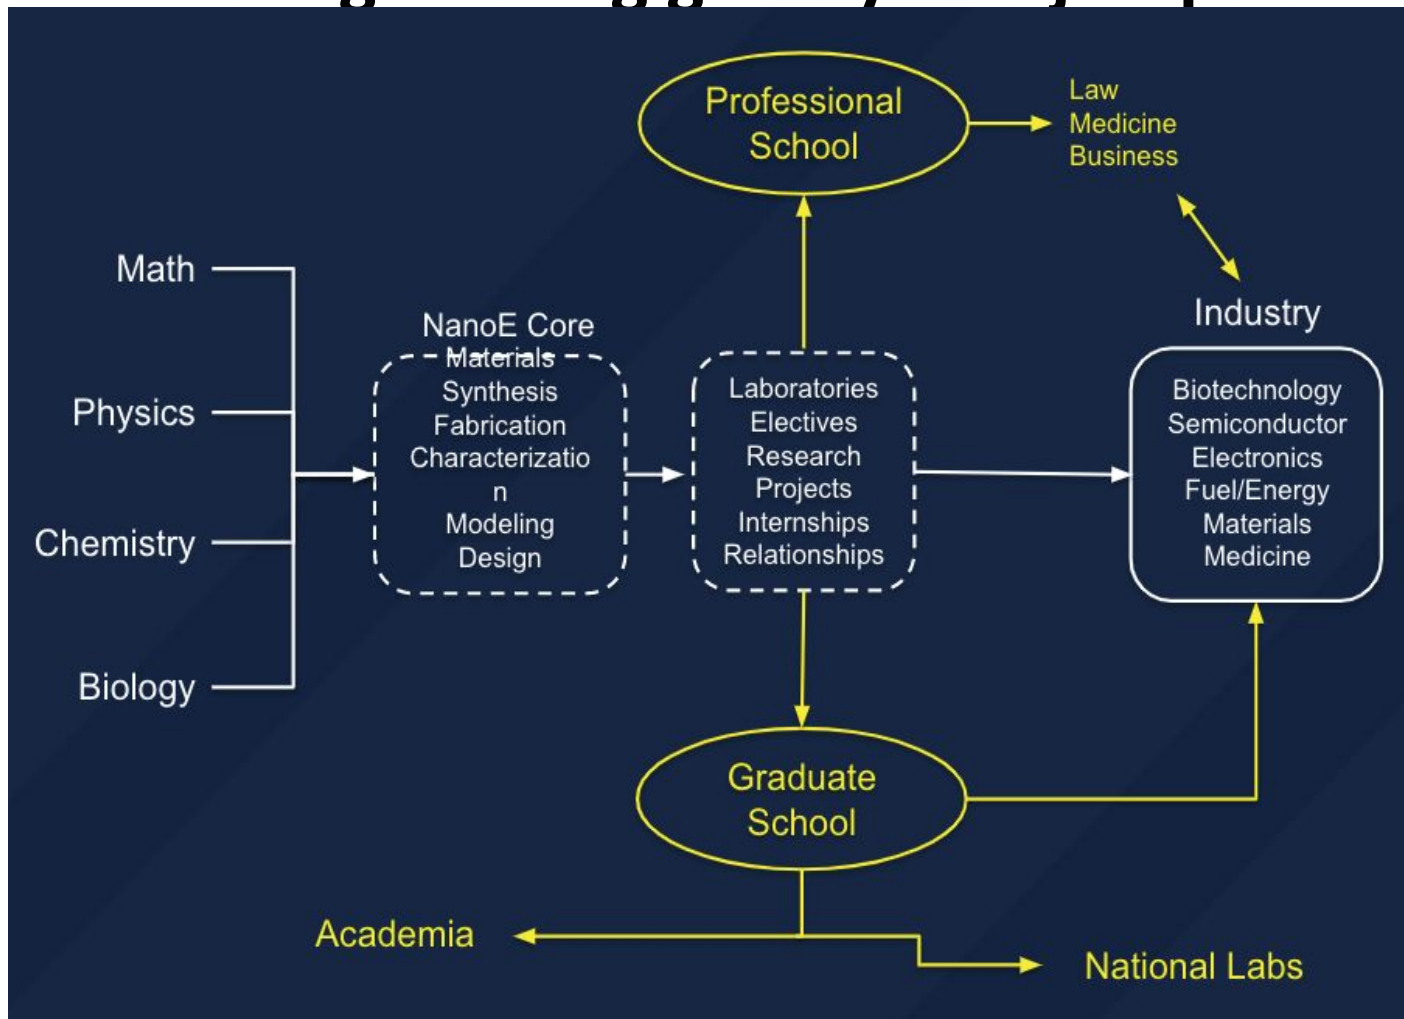 Professional
School
Law
Medicine
Business
Math
Physics
Chemistry
Biology
NanoE Core
Materials
Synthesis
Fabrication
Characterizatio
n
Modeling
Design
Laboratories
Electives
Research
Projects
Internships
Relationships
Industry
Biotechnology
Semiconductor
Electronics
Fuel/Energy
Materials
Medicine
Graduate
School
Academia
National Labs